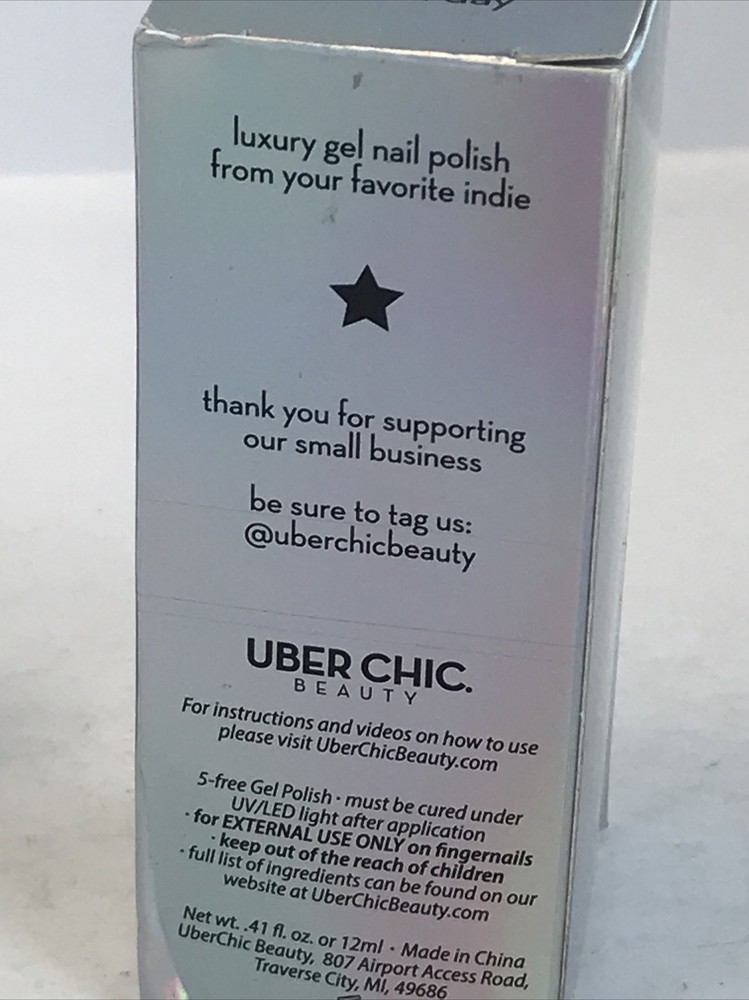 luxury gel nail polish
from your favorite indie
thank you for supporting
our small business
be sure to tag us:
@uberchicbeauty
UBER CHIC.
BEAUTY
For instructions and videos on how to use
please visit UberChicBeauty.com
5-free Gel Polish · must be cured under
UV/LED light after application
· for EXTERNAL USE ONLY on fingernails
· keep out of the reach of children
· full list of ingredients can be found on our
website at UberChicBeauty.com
Net wt. .41 fl. oz. or 12ml · Made in China
UberChic Beauty, 807 Airport Access Road,
Traverse City, MI, 49686